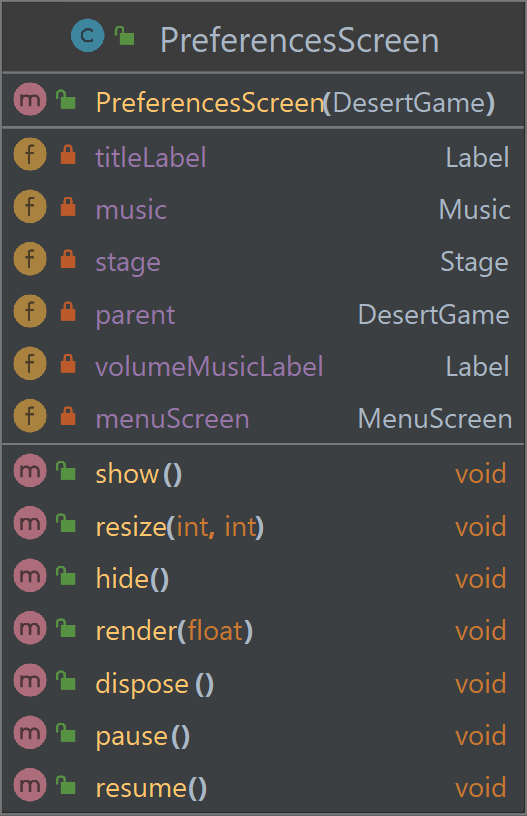 C PreferencesScreen
m PreferencesScreen(DesertGame)
f titleLabel Label
f music Music
f stage Stage
f parent DesertGame
f volumeMusicLabel Label
f menuScreen MenuScreen
m show() void
m resize(int, int) void
m hide() void
m render(float) void
m dispose () void
m pause() void
m resume() void